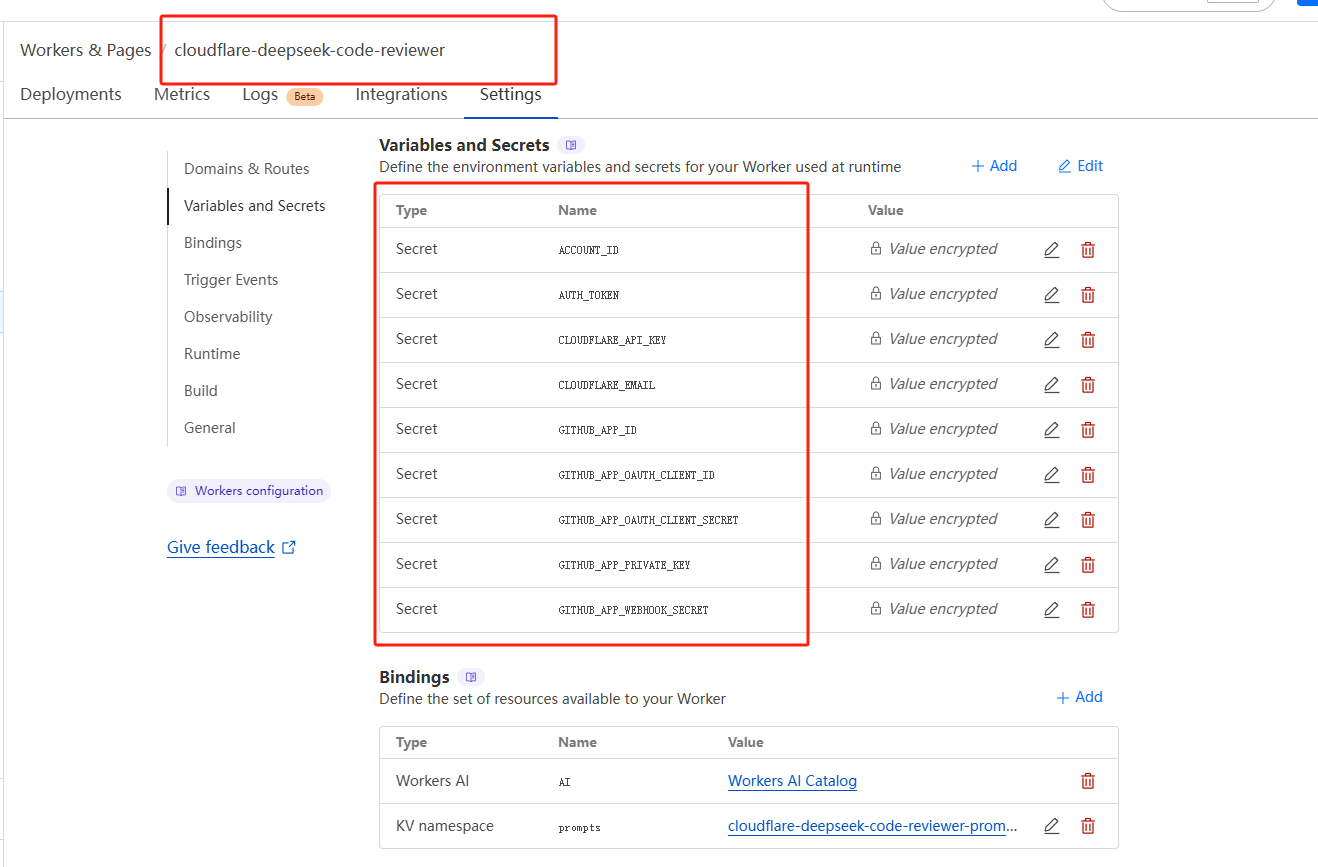 Workers & Pages / cloudflare-deepseek-code-reviewer
Deployments Metrics Logs Beta Integrations Settings
Domains & Routes
Variables and Secrets
Bindings
Trigger Events
Observability
Runtime
Build
General
Workers configuration
Give feedback
Variables and Secrets
Define the environment variables and secrets for your Worker used at runtime
Add Edit
Type Name Value
Secret ACCOUNT_ID Value encrypted
Secret AUTH_TOKEN Value encrypted
Secret CLOUDFLARE_API_KEY Value encrypted
Secret CLOUDFLARE_EMAIL Value encrypted
Secret GITHUB_APP_ID Value encrypted
Secret GITHUB_APP_OAUTH_CLIENT_ID Value encrypted
Secret GITHUB_APP_OAUTH_CLIENT_SECRET Value encrypted
Secret GITHUB_APP_PRIVATE_KEY Value encrypted
Secret GITHUB_APP_WEBHOOK_SECRET Value encrypted
Bindings
Define the set of resources available to your Worker
Add
Type Name Value
Workers AI AI Workers AI Catalog
KV namespace prompts cloudflare-deepseek-code-reviewer-prom...